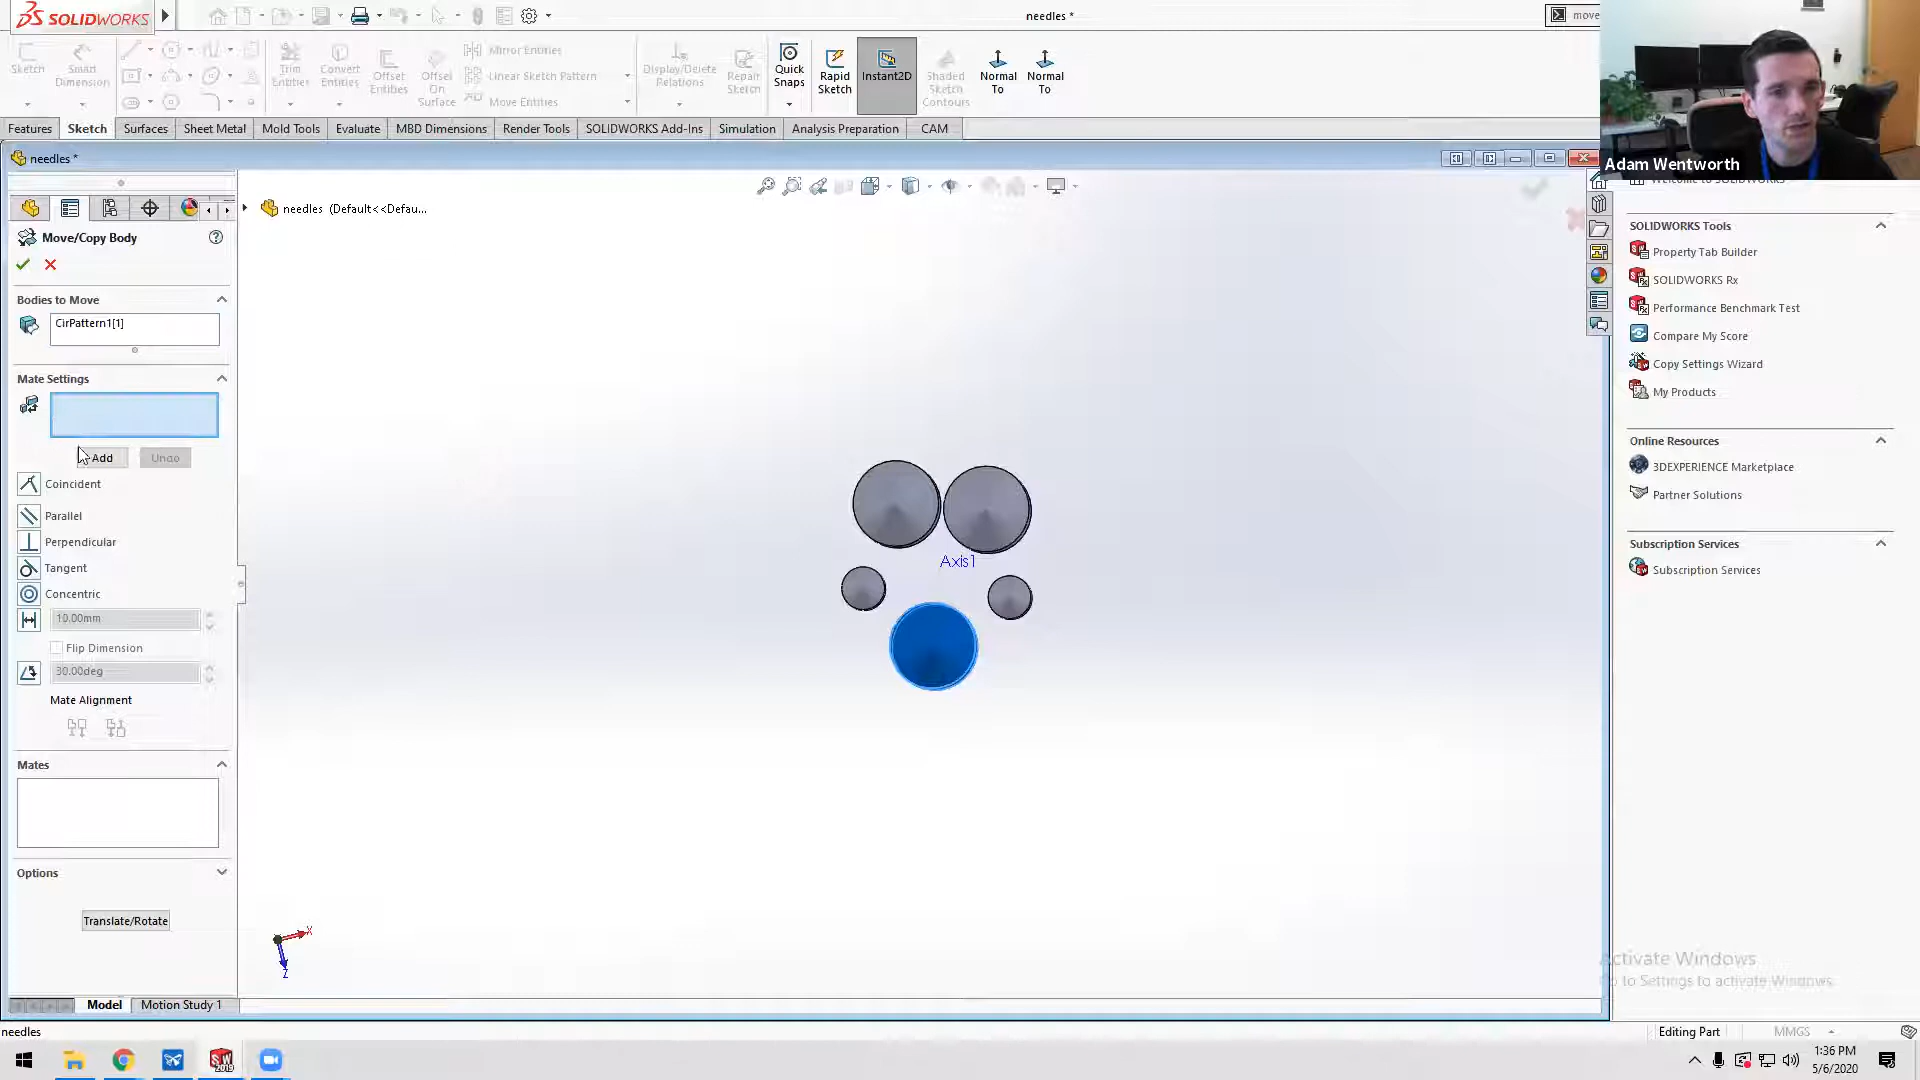 SOLIDWORKS
needles *
move
Sketch
Smart Dimension
Trim Entities
Convert Entities
Offset Entities
Offset On Surface
Mirror Entities
Linear Sketch Pattern
Move Entities
Display/Delete Relations
Repair Sketch
Quick Snaps
Rapid Sketch
Instant2D
Shaded Sketch Contours
Normal To
Normal To
Features
Sketch
Surfaces
Sheet Metal
Mold Tools
Evaluate
MBD Dimensions
Render Tools
SOLIDWORKS Add-Ins
Simulation
Analysis Preparation
CAM
Adam Wentworth
needles *
needles (Default<<Defau...
Move/Copy Body
Bodies to Move
CirPattern1[1]
Mate Settings
Add
Undo
Coincident
Parallel
Perpendicular
Tangent
Concentric
10.00mm
Flip Dimension
30.00deg
Mate Alignment
Mates
Options
Translate/Rotate
Axis1
X
Z
Welcome to SOLIDWORKS
SOLIDWORKS Tools
Property Tab Builder
SOLIDWORKS Rx
Performance Benchmark Test
Compare My Score
Copy Settings Wizard
My Products
Online Resources
3DEXPERIENCE Marketplace
Partner Solutions
Subscription Services
Subscription Services
Activate Windows
Go to Settings to activate Windows.
Model
Motion Study 1
needles
Editing Part
MMGS
SW
2019
1:36 PM
5/6/2020